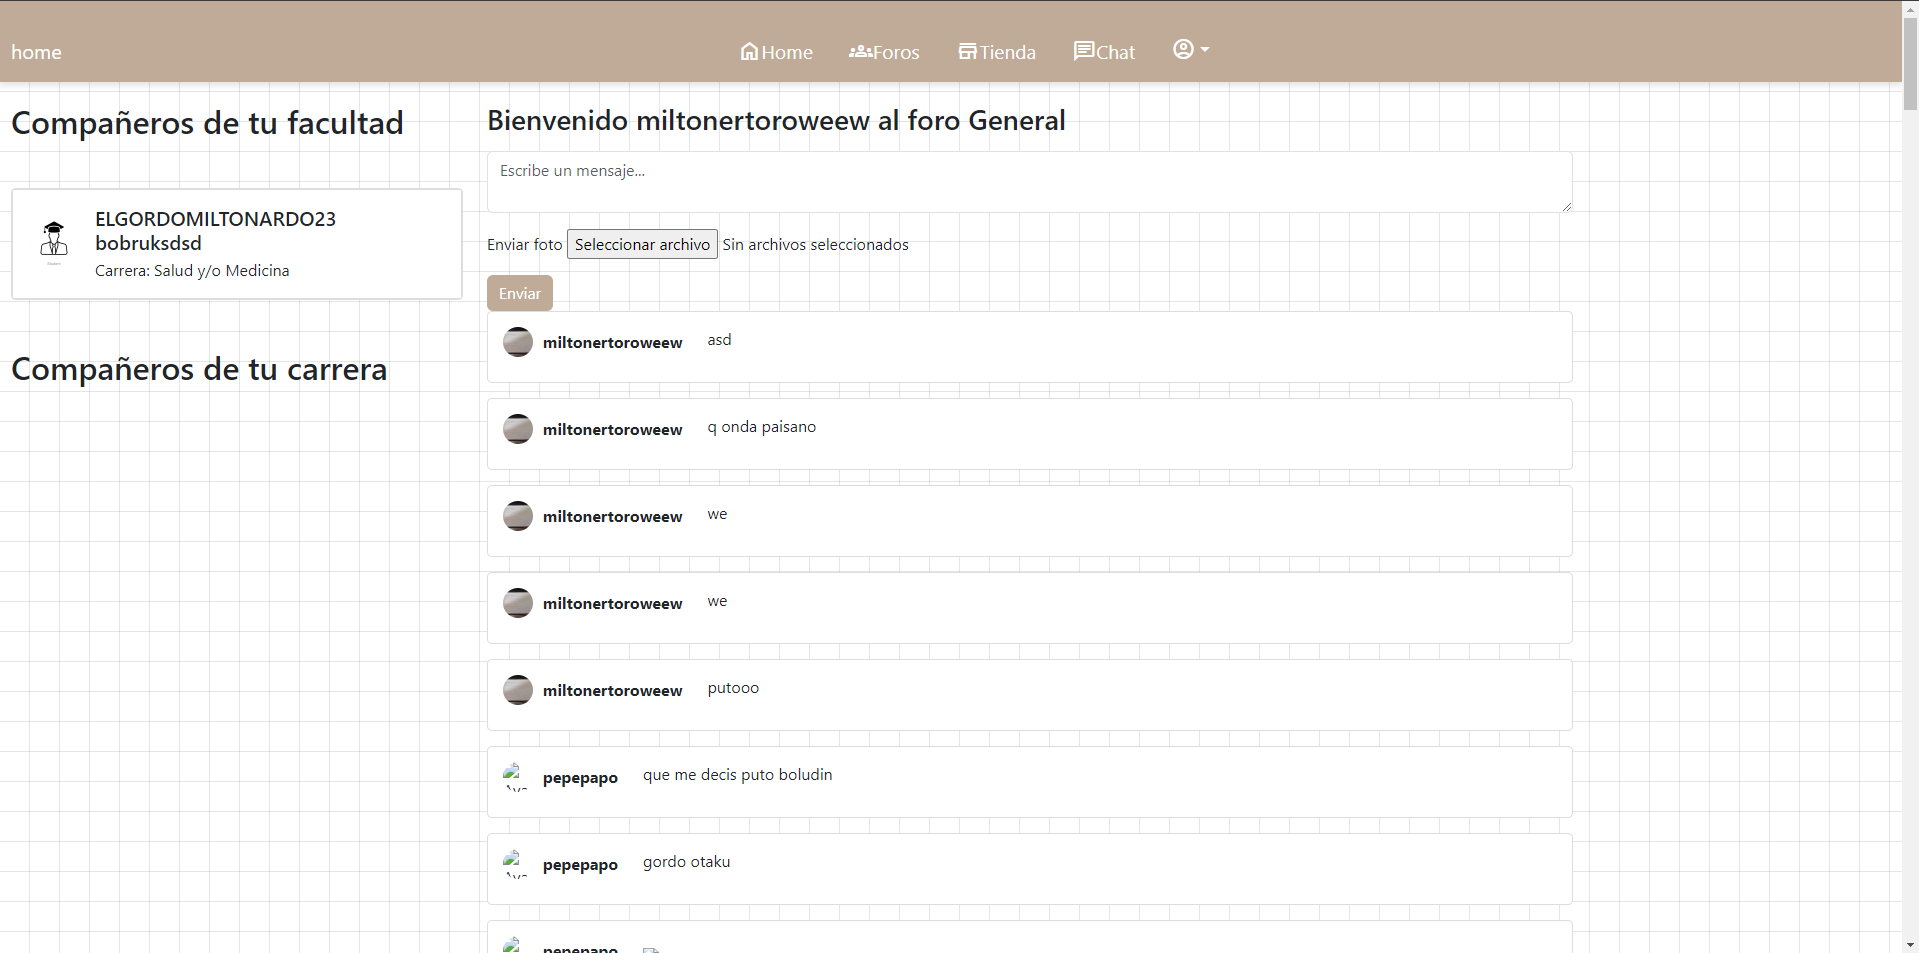 home
Home
Foros
Tienda
Chat
Compañeros de tu facultad
ELGORDOMILTONARDO23
bobruksdsd
Carrera: Salud y/o Medicina
Compañeros de tu carrera
Bienvenido miltonertoroweew al foro General
Escribe un mensaje...
Enviar foto Seleccionar archivo Sin archivos seleccionados
Enviar
miltonertoroweew asd
miltonertoroweew q onda paisano
miltonertoroweew we
miltonertoroweew we
miltonertoroweew putooo
pepepapo que me decis puto boludin
pepepapo gordo otaku
pepepapo